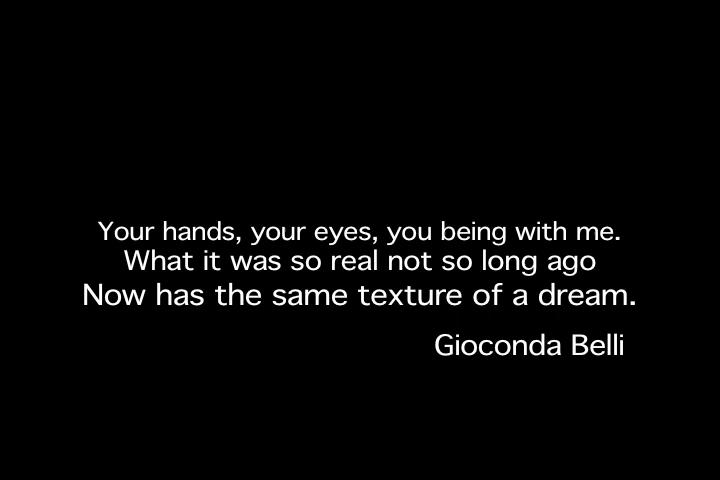 Your hands, your eyes, you being with me.
What it was so real not so long ago
Now has the same texture of a dream.
Gioconda Belli